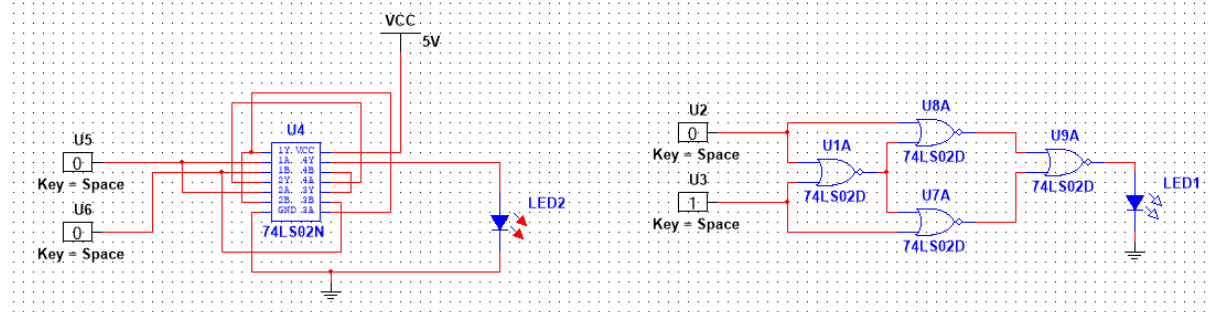 VCC
5V
U5
0
Key = Space
U6
0
Key = Space
U4
1Y. VCC
1A. .4Y
1B. .4B
2Y. .4A
2A. .3Y
2B. .3B
GND .3A
74LS02N
LED2
U2
0
Key = Space
U3
1
Key = Space
U1A
74LS02D
U8A
74LS02D
U7A
74LS02D
U9A
74LS02D
LED1